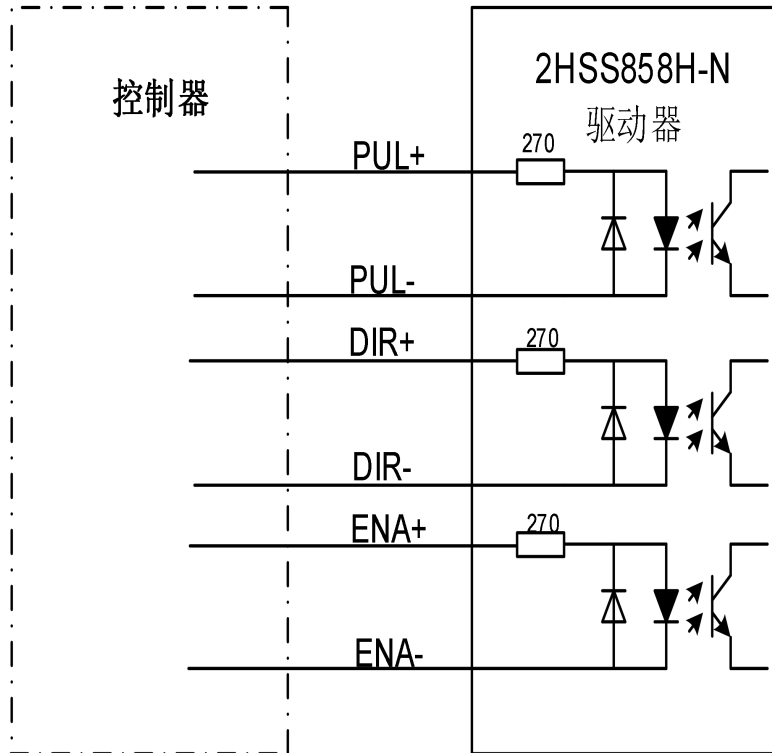 控制器
2HSS858H-N
驱动器
PUL+
270
PUL-
DIR+
270
DIR-
ENA+
270
ENA-